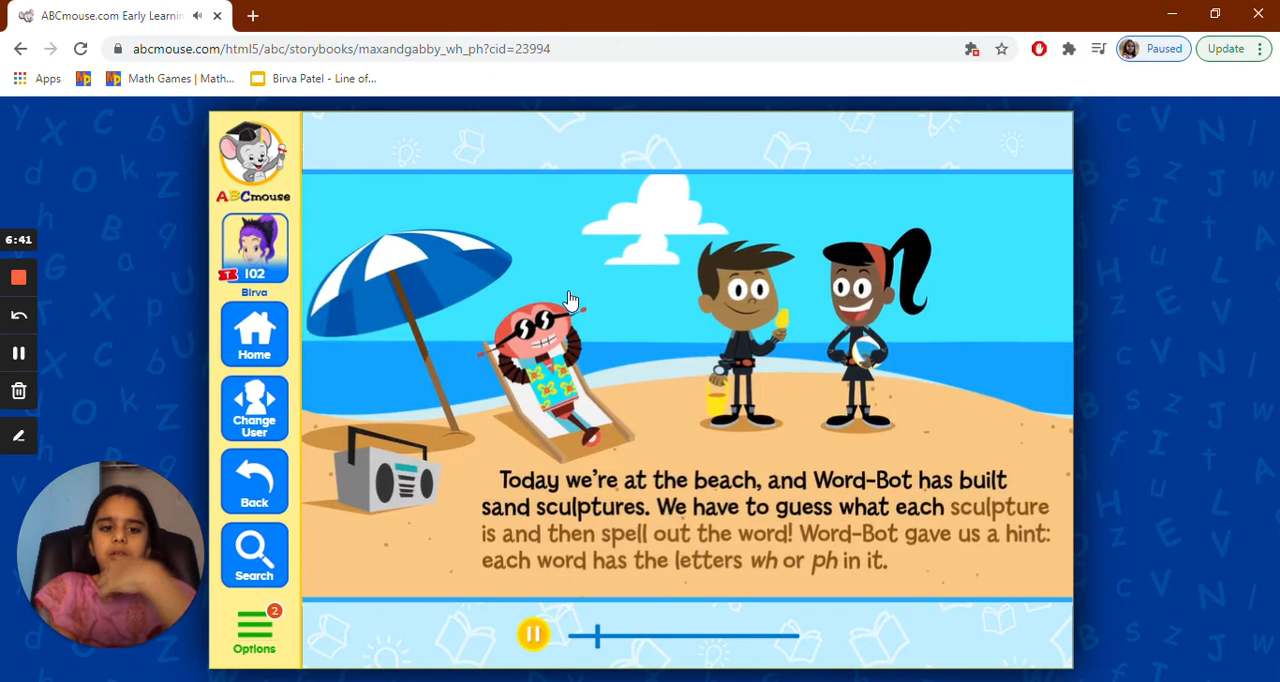 ABCmouse.com Early Learnin
abcmouse.com/html5/abc/storybooks/maxandgabby_wh_ph?cid=23994
Paused
Update
Apps
Math Games | Math...
Birva Patel - Line of...
ABCmouse
T 102
Birva
Home
Change
User
Back
Search
2
Options
6:41
Today we're at the beach, and Word-Bot has built
sand sculptures. We have to guess what each sculpture
is and then spell out the word! Word-Bot gave us a hint:
each word has the letters wh or ph in it.